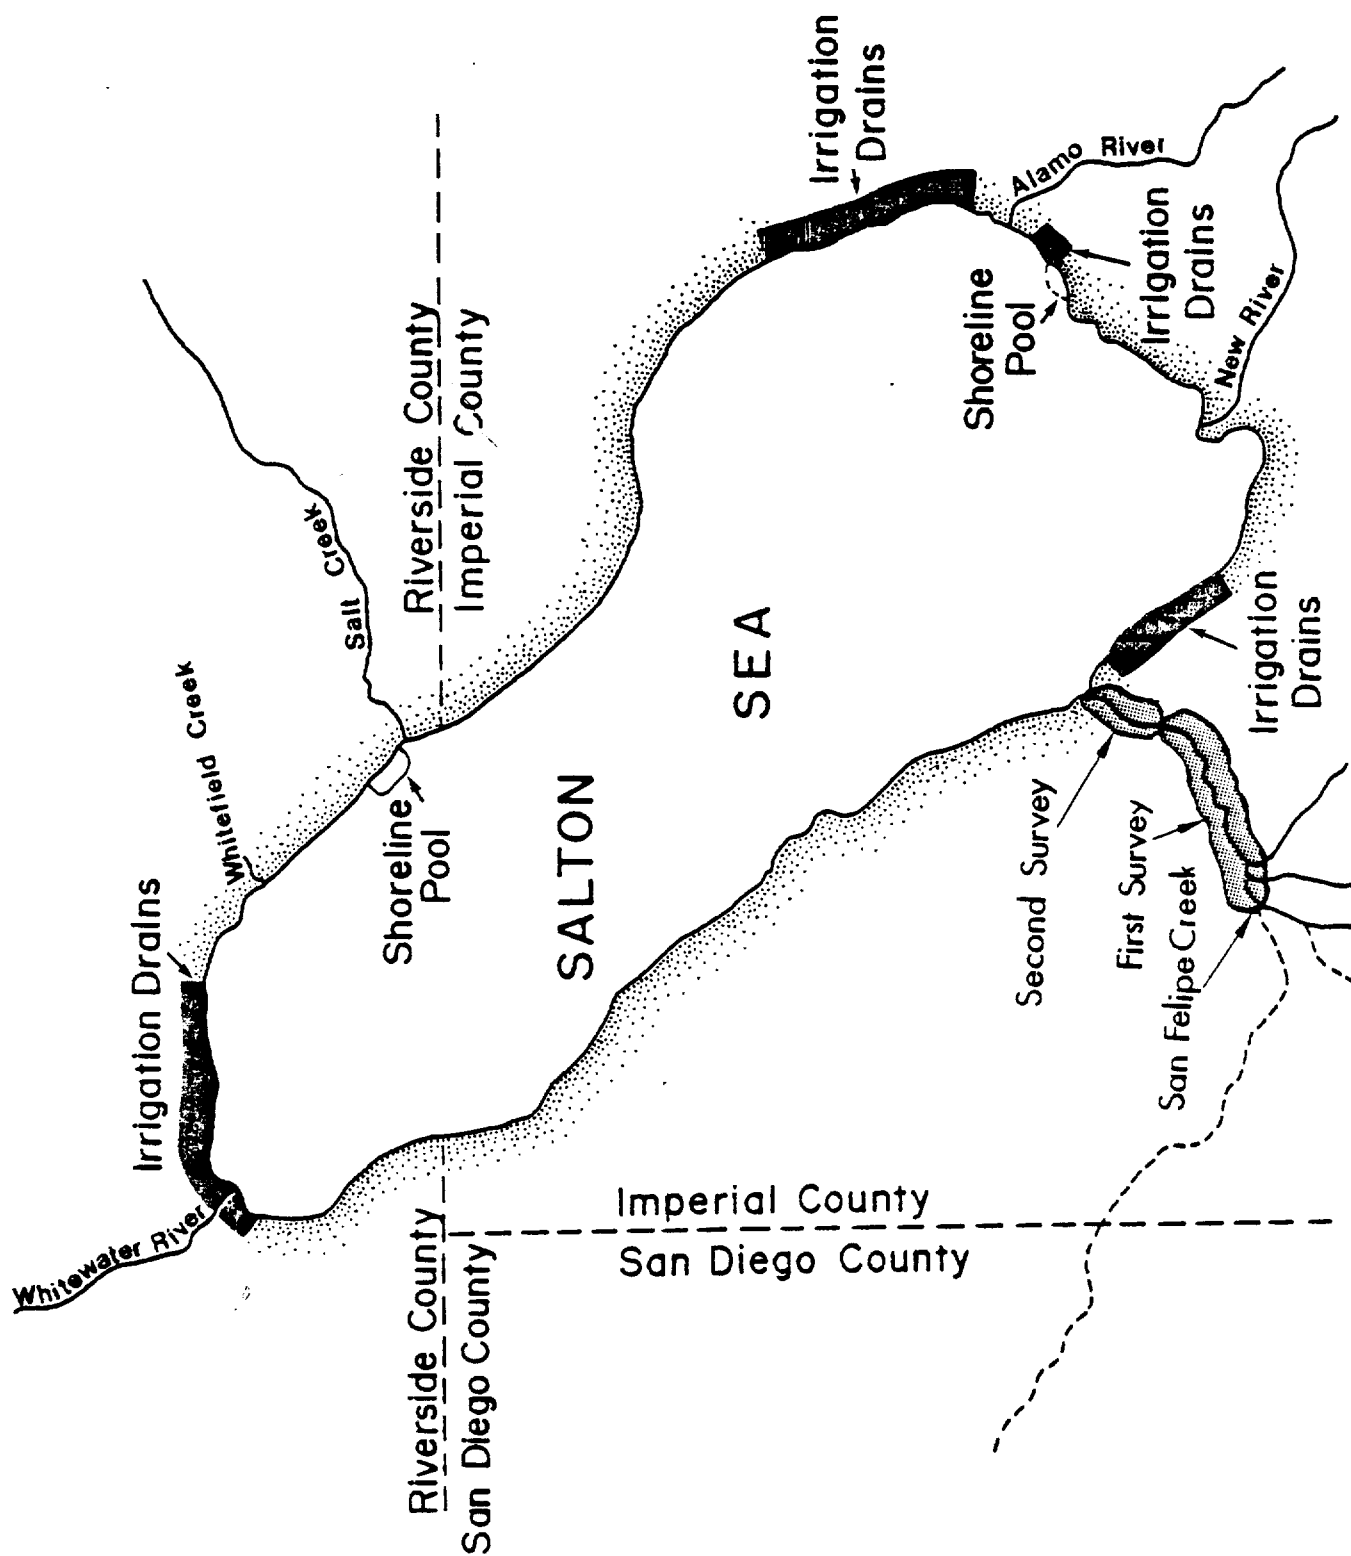 Whitewater River
Irrigation Drains
Whitefield Creek
Salt Creek
Shoreline
Pool
Riverside County
Imperial County
Riverside County
San Diego County
SALTON
SEA
Imperial County
San Diego County
Irrigation
Drains
Alamo River
Shoreline
Pool
Irrigation
Drains
New River
Irrigation
Drains
Second Survey
First Survey
San Felipe Creek